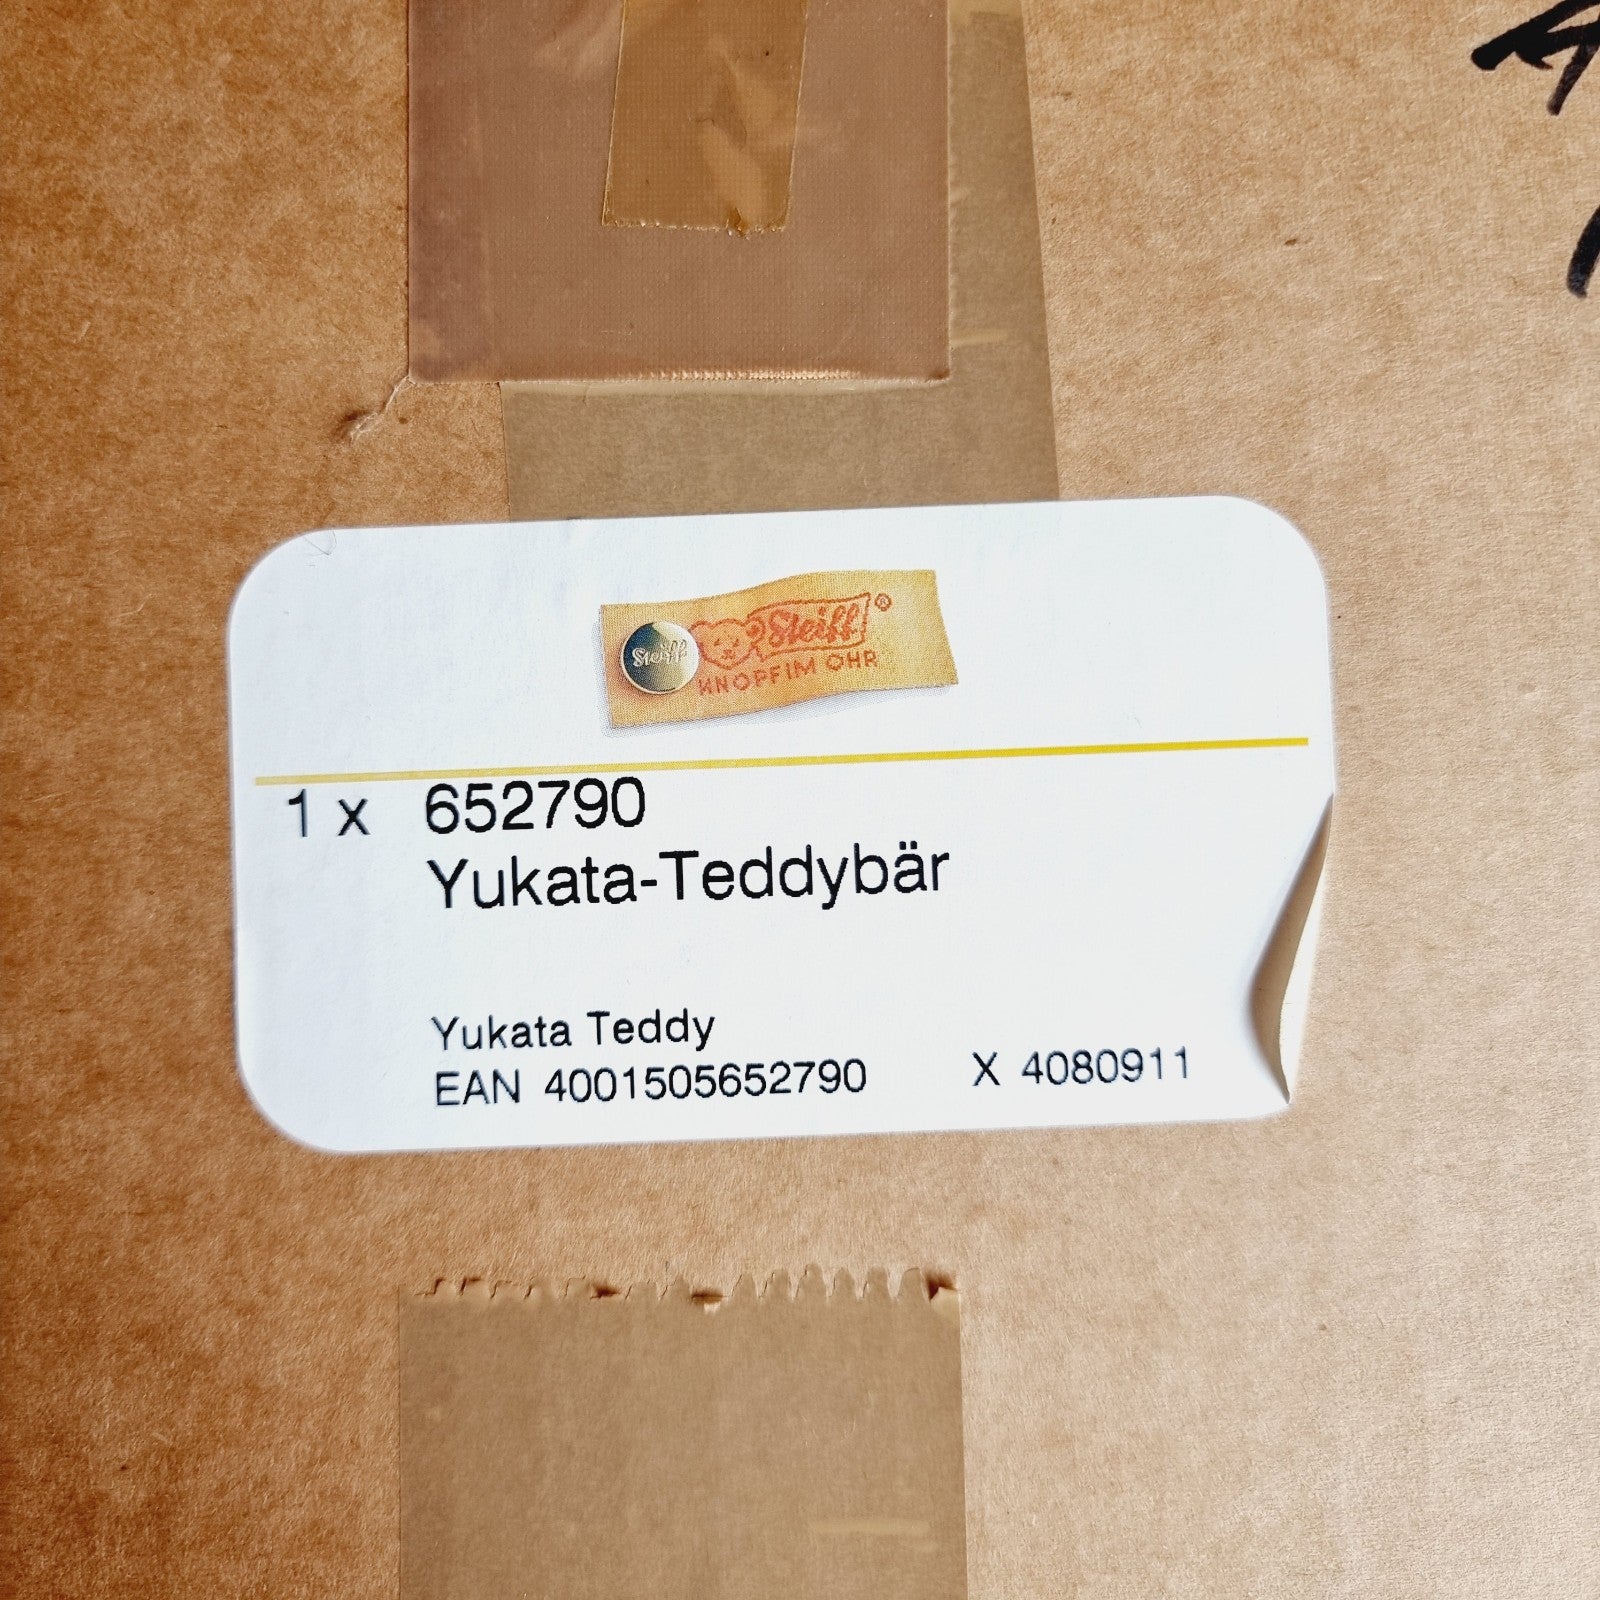 Steiff
Steiff®
KNOPF IM OHR
1 x 652790
Yukata-Teddybär
Yukata Teddy
EAN 4001505652790 X 4080911